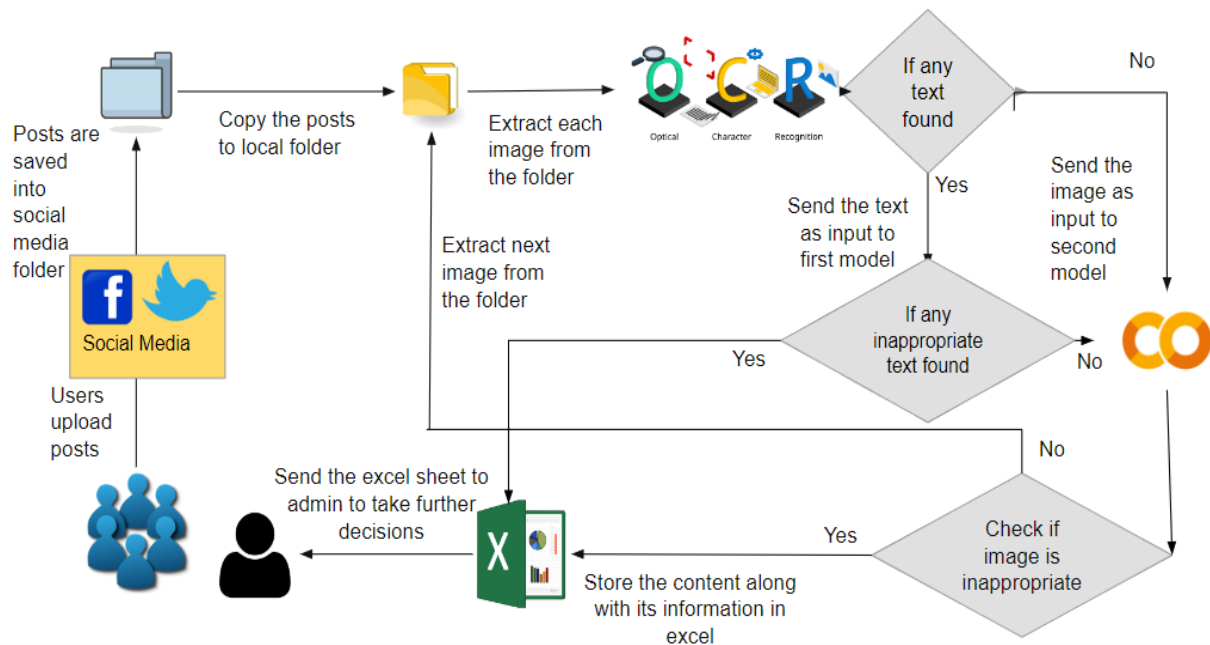 Posts are
saved
into
social
media
folder
Copy the posts
to local folder
Extract each
image from
the folder
O C R
Optical
Character
Recognition
If any
text
found
No
Yes
Send the text
as input to
first model
Send the
image as
input to
second
model
Extract next
image from
the folder
f
Social Media
Users
upload
posts
If any
inappropriate
text found
Yes
No
CO
No
Send the excel sheet to
admin to take further
decisions
X
Yes
Check if
image is
inappropriate
Store the content along
with its information in
excel